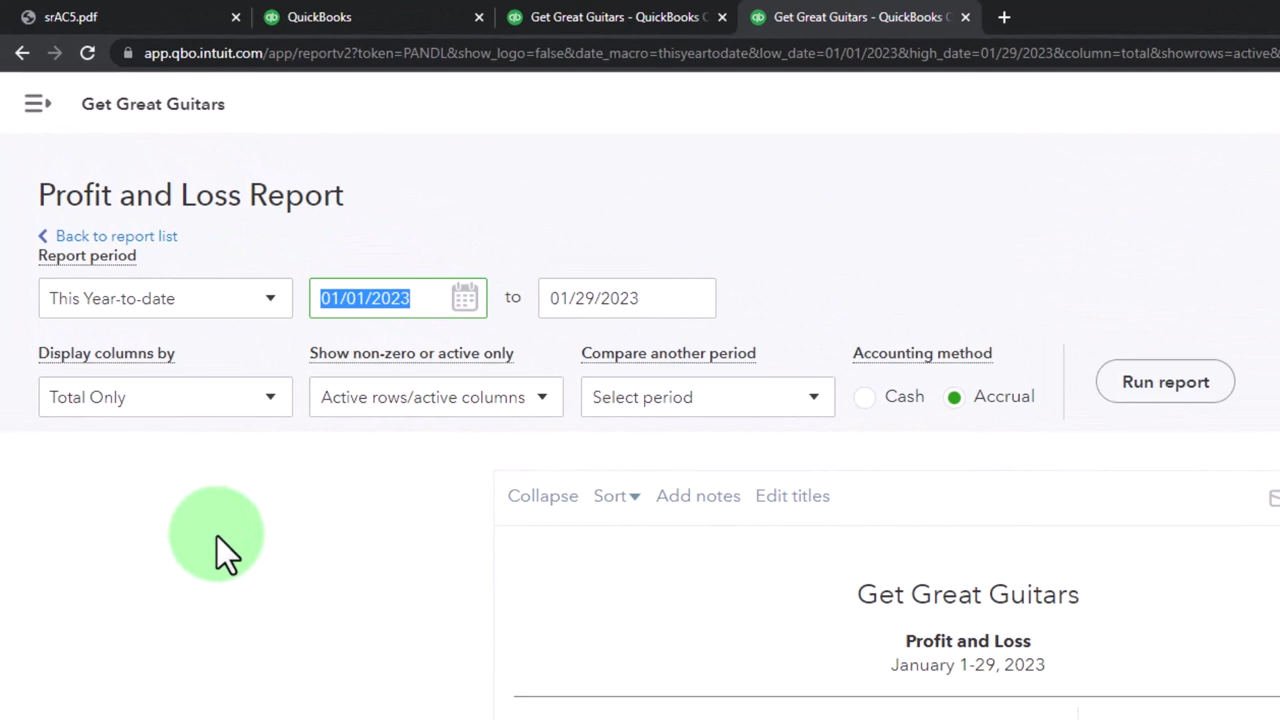 srAC5.pdf
QuickBooks
Get Great Guitars - QuickBooks C
Get Great Guitars - QuickBooks C
app.qbo.intuit.com/app/reportv2?token=PANDL&show_logo=false&date_macro=thisyeartodate&low_date=01/01/2023&high_date=01/29/2023&column=total&showrows=active&
Get Great Guitars
Profit and Loss Report
Back to report list
Report period
This Year-to-date 01/01/2023 to 01/29/2023
Display columns by Show non-zero or active only Compare another period Accounting method
Total Only Active rows/active columns Select period Cash Accrual Run report
Collapse Sort Add notes Edit titles
Get Great Guitars
Profit and Loss
January 1-29, 2023